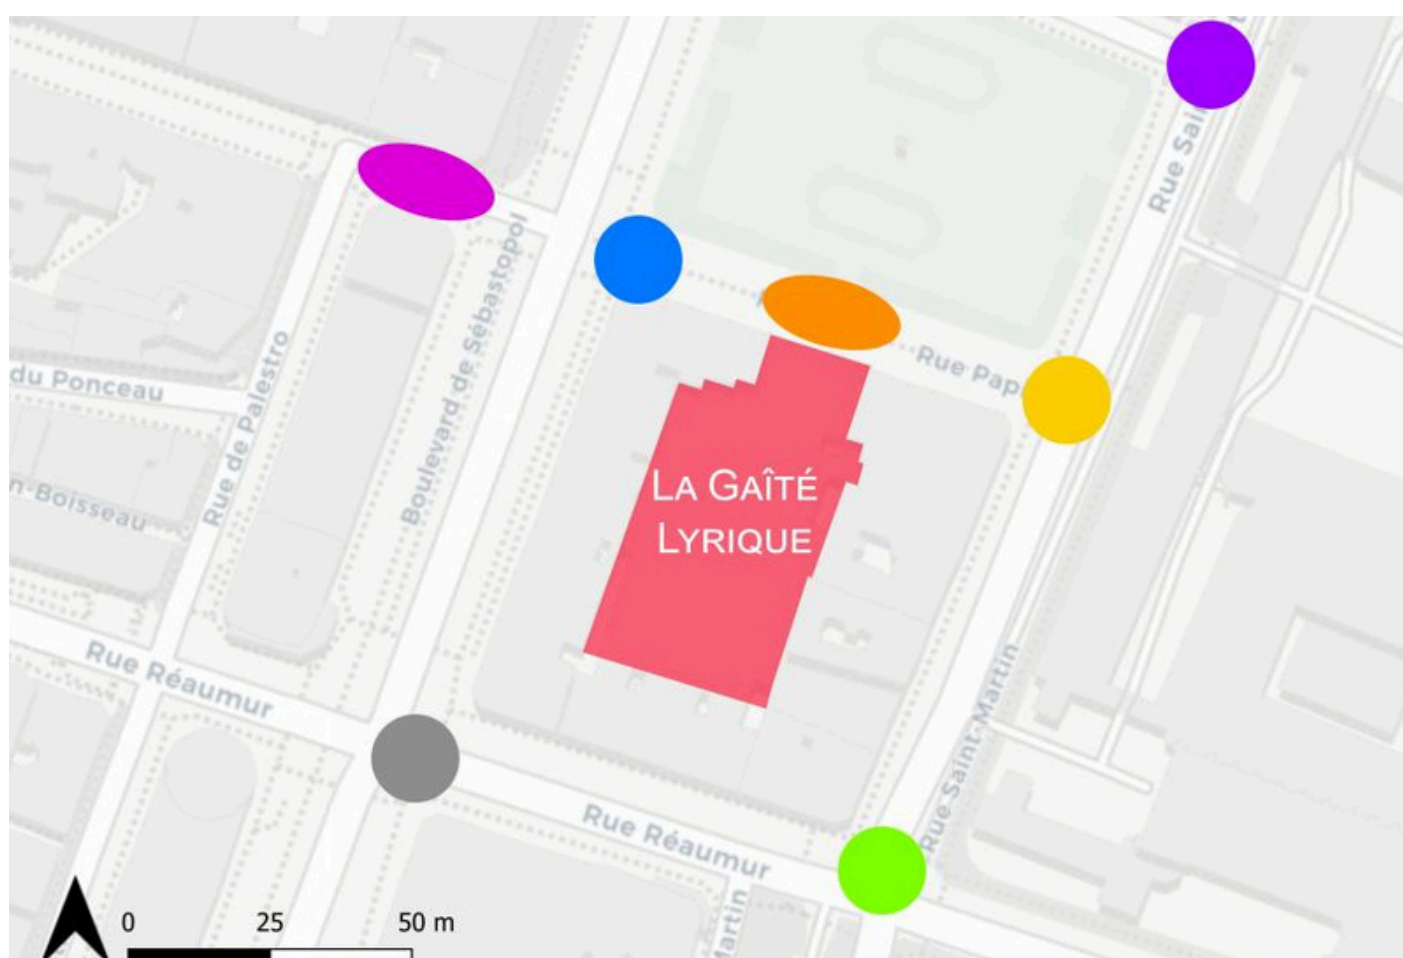 Rue Sai
Boulevard de Sébastopol
Rue Pap
du Ponceau
Rue de Palestro
n-Boisseau
LA GAÎTÉ
LYRIQUE
Rue Réaumur
Rue Saint-Martin
Rue Réaumur
Martin
0 25 50 m